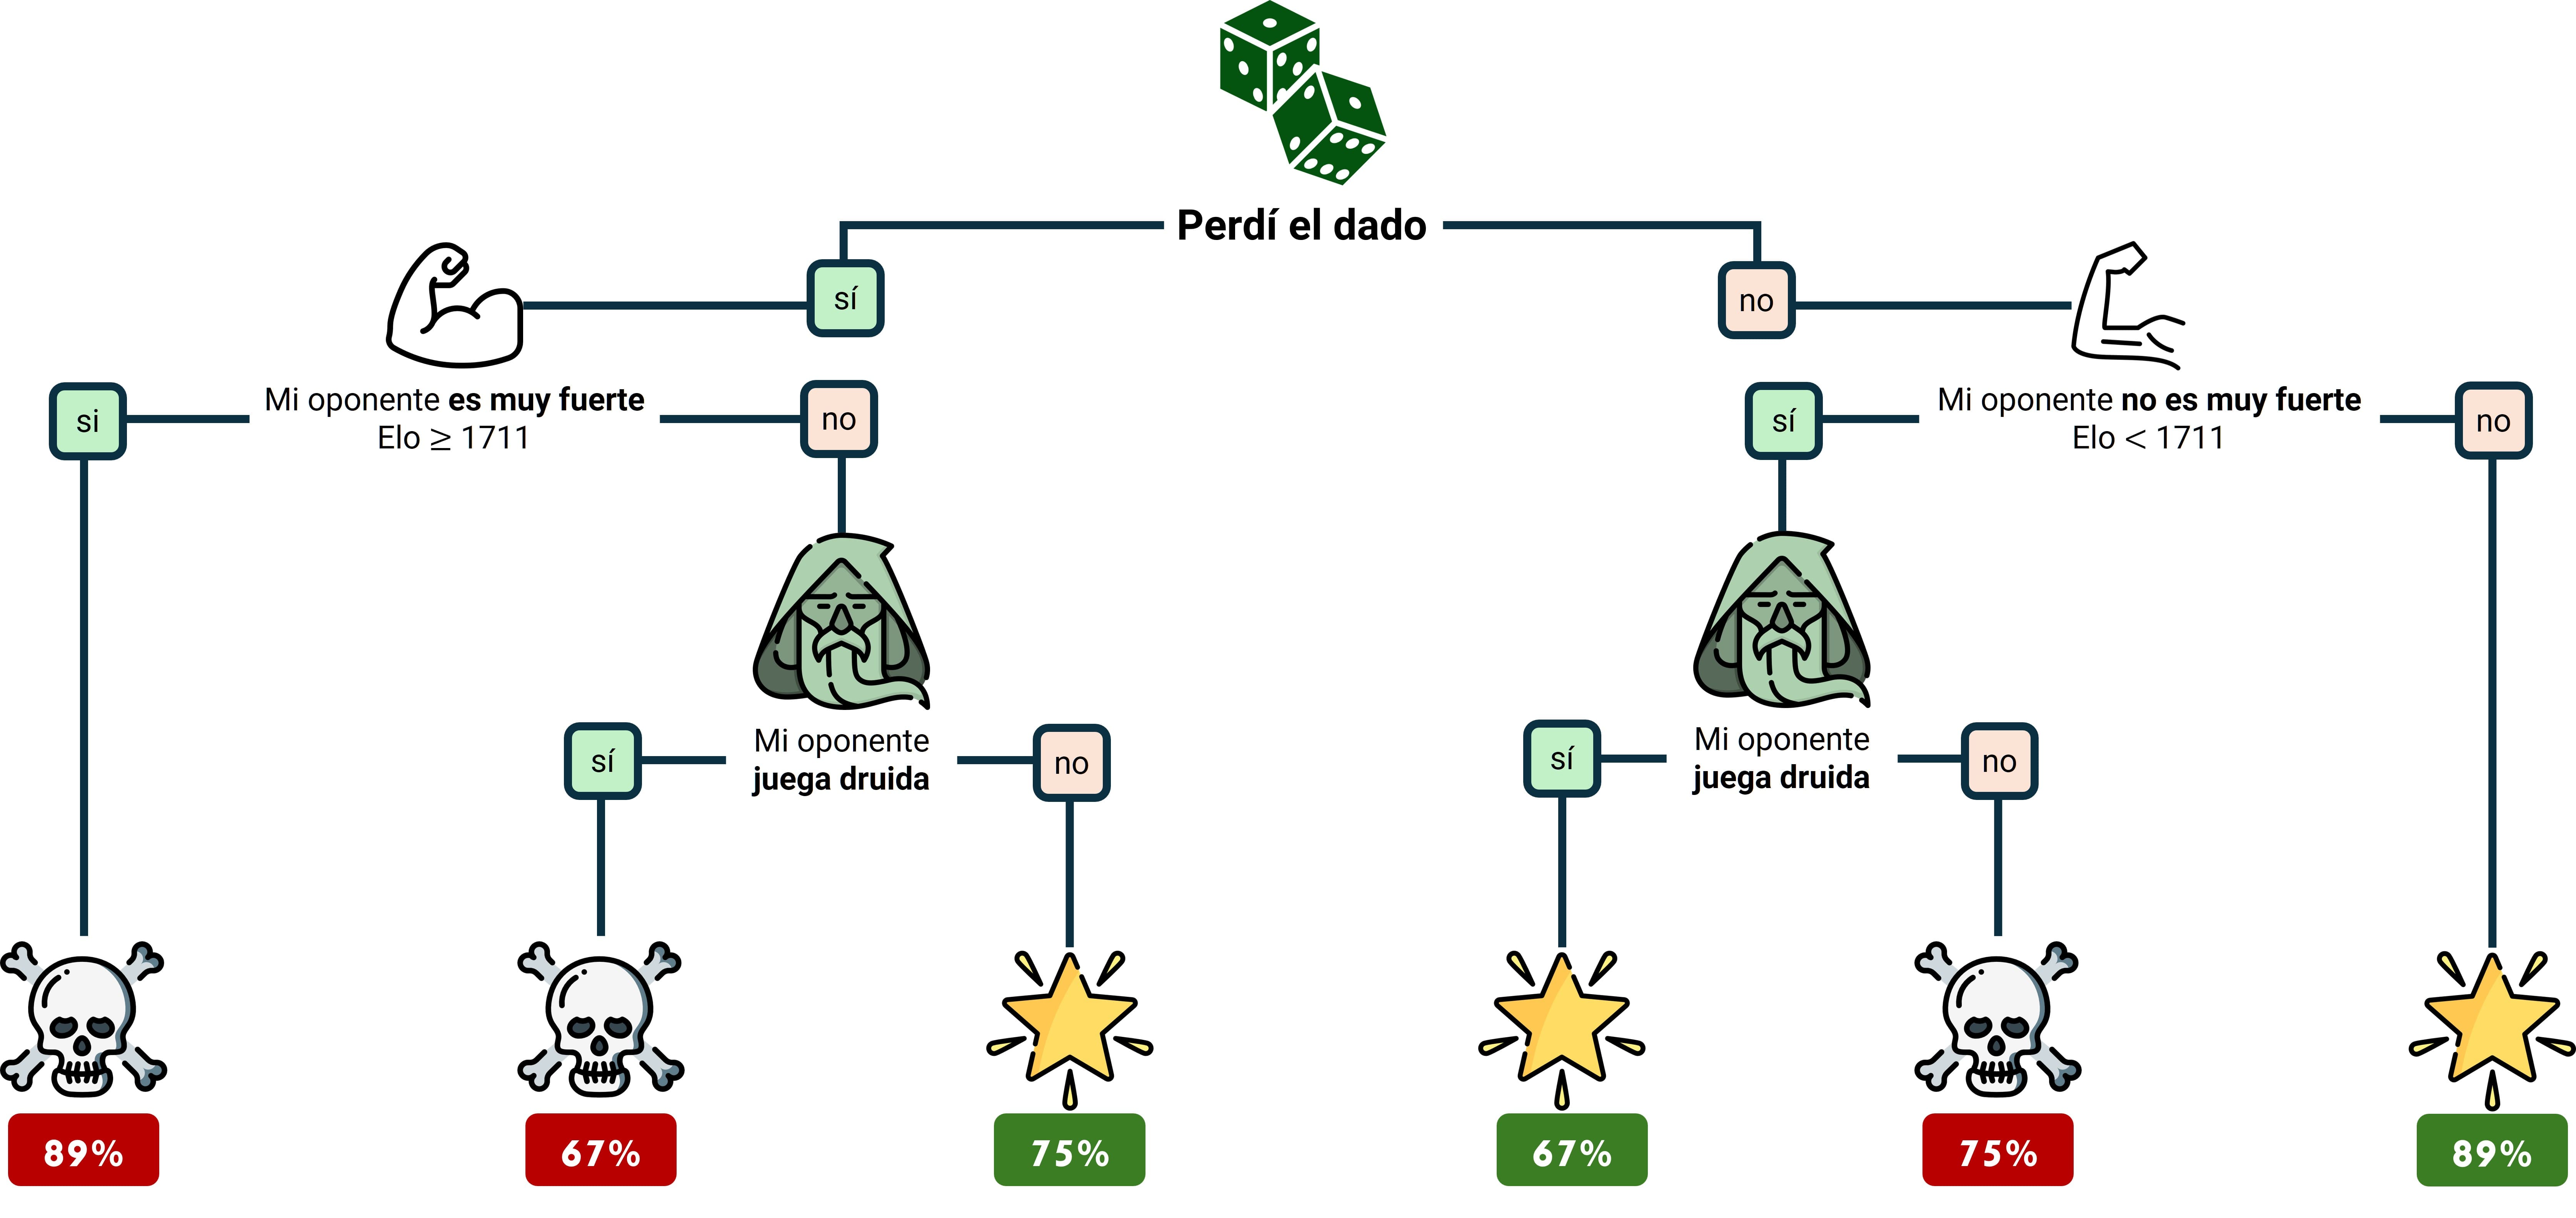 Perdí el dado
sí
no
si
Mi oponente es muy fuerte
Elo ≥ 1711
no
sí
Mi oponente no es muy fuerte
Elo < 1711
no
sí
Mi oponente
juega druida
no
sí
Mi oponente
juega druida
no
89%
67%
75%
67%
75%
89%